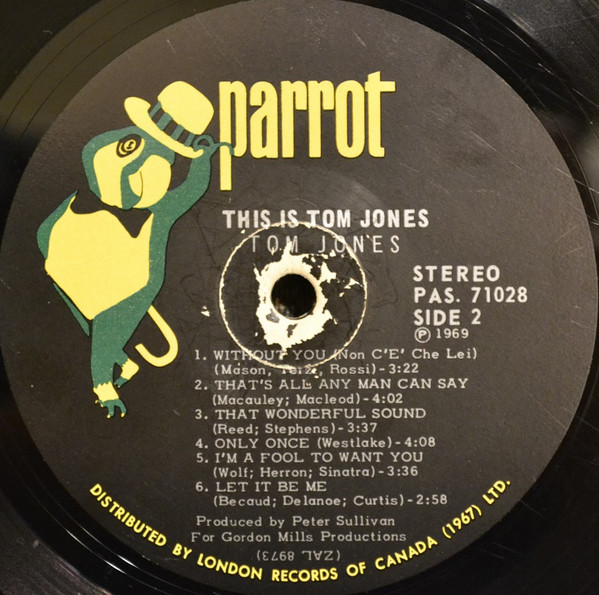 parrot
THIS IS TOM JONES
TOM JONES
STEREO
PAS. 71028
SIDE 2
Ⓟ 1969
1. WITHOUT YOU (Non C'E' Che Lei)
(Mason, Rossi) - 3:22
2. THAT'S ALL ANY MAN CAN SAY
(Macauley; Macleod) - 4:02
3. THAT WONDERFUL SOUND
(Reed; Stephens) - 3:37
4. ONLY ONCE (Westlake) - 4:08
5. I'M A FOOL TO WANT YOU
(Wolf; Herron; Sinatra) - 3:36
6. LET IT BE ME
(Becaud; Delanoe; Curtis) - 2:58
Produced by Peter Sullivan
For Gordon Mills Productions
(ZAL 8973)
DISTRIBUTED BY LONDON RECORDS OF CANADA (1967) LTD.